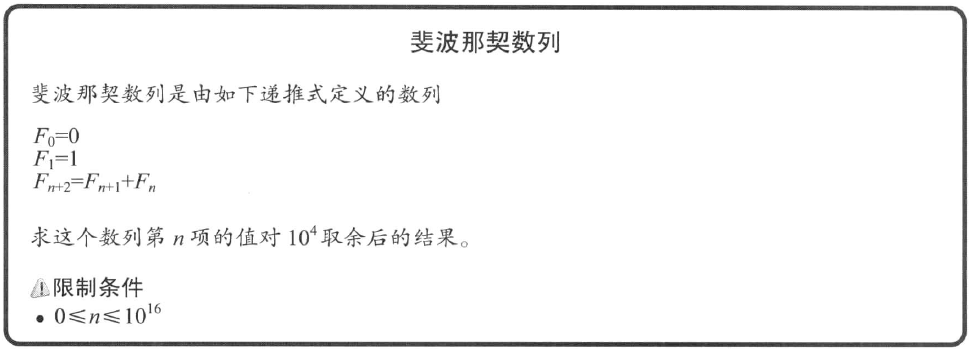 斐波那契数列
斐波那契数列是由如下递推式定义的数列
F₀=0
F₁=1
Fₙ₊₂=Fₙ₊₁+Fₙ
求这个数列第 n 项的值对 10⁴ 取余后的结果。
限制条件
• 0≤n≤10¹⁶